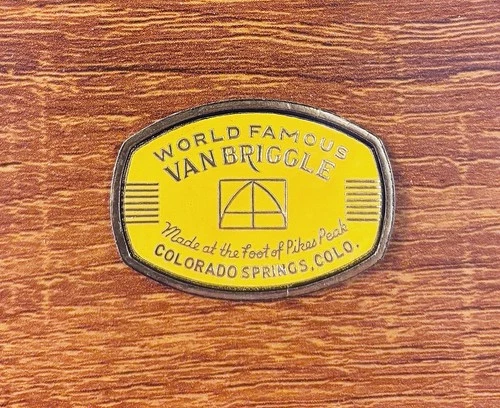 WORLD FAMOUS
VAN BRIGGLE
Made at the Foot of Pikes Peak
COLORADO SPRINGS, COLO.